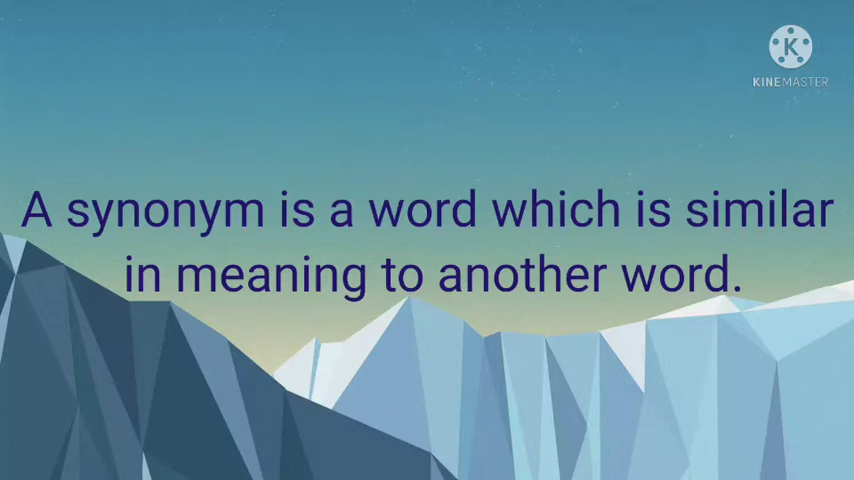 K
KINEMASTER
A synonym is a word which is similar
in meaning to another word.